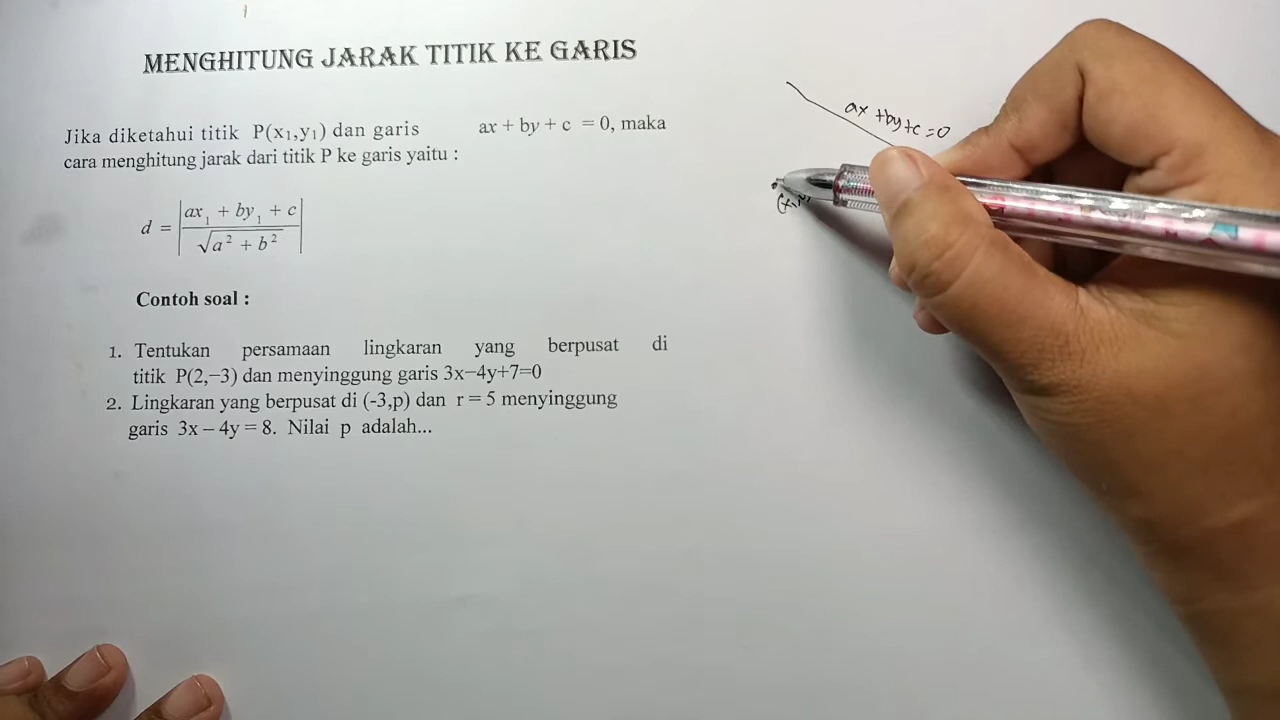 MENGHITUNG JARAK TITIK KE GARIS
Jika diketahui titik P(x₁,y₁) dan garis ax + by + c = 0, maka
cara menghitung jarak dari titik P ke garis yaitu :
d = |(ax₁ + by₁ + c) / √(a² + b²)|
Contoh soal :
1. Tentukan persamaan lingkaran yang berpusat di
titik P(2,−3) dan menyinggung garis 3x−4y+7=0
2. Lingkaran yang berpusat di (-3,p) dan r = 5 menyinggung
garis 3x – 4y = 8. Nilai p adalah...
ax +by+c =0